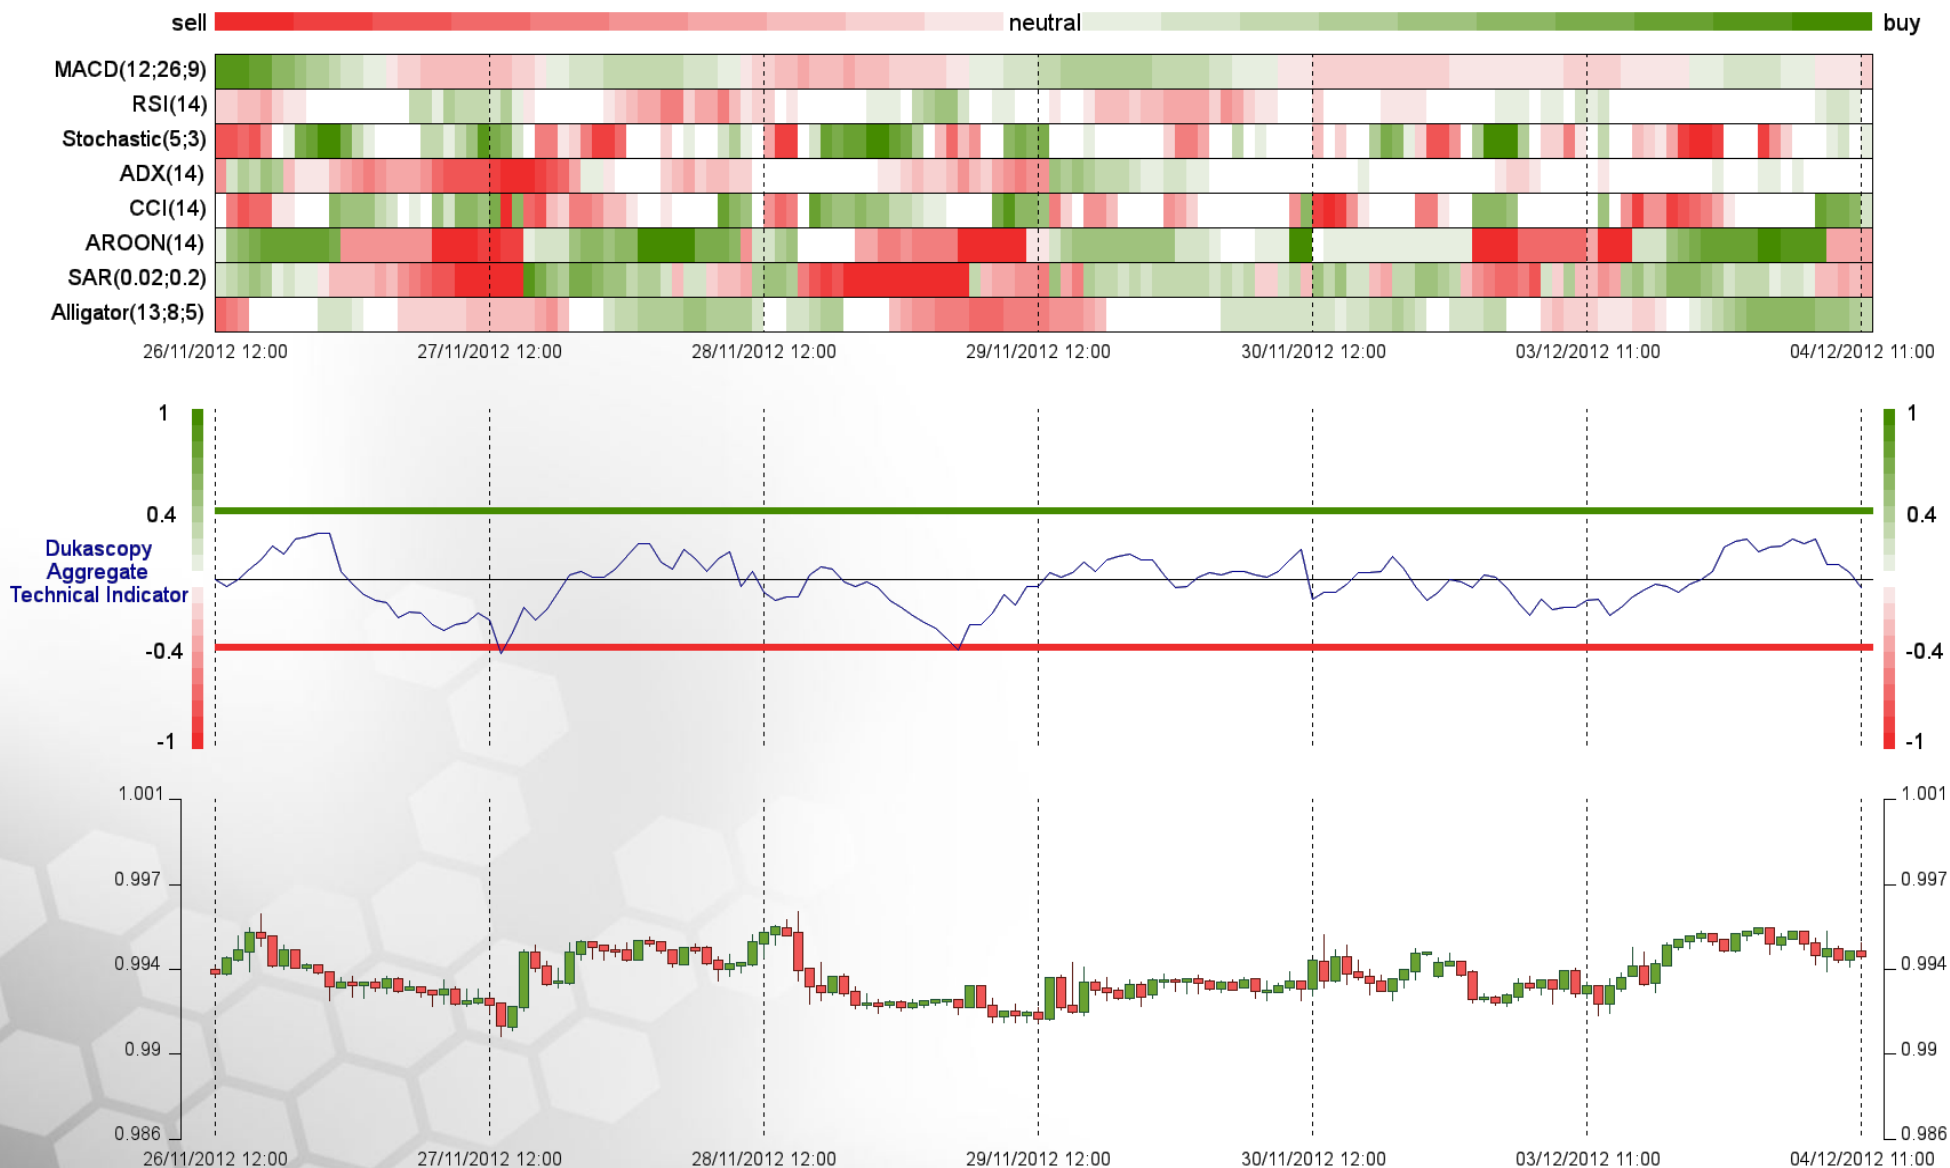 sell neutral buy
MACD(12;26;9)
RSI(14)
Stochastic(5;3)
ADX(14)
CCI(14)
AROON(14)
SAR(0.02;0.2)
Alligator(13;8;5)
26/11/2012 12:00 27/11/2012 12:00 28/11/2012 12:00 29/11/2012 12:00 30/11/2012 12:00 03/12/2012 11:00 04/12/2012 11:00
1 1
0.4 0.4
Dukascopy
Aggregate
Technical Indicator
-0.4 -0.4
-1 -1
1.001 1.001
0.997 0.997
0.994 0.994
0.99 0.99
0.986 0.986
26/11/2012 12:00 27/11/2012 12:00 28/11/2012 12:00 29/11/2012 12:00 30/11/2012 12:00 03/12/2012 11:00 04/12/2012 11:00